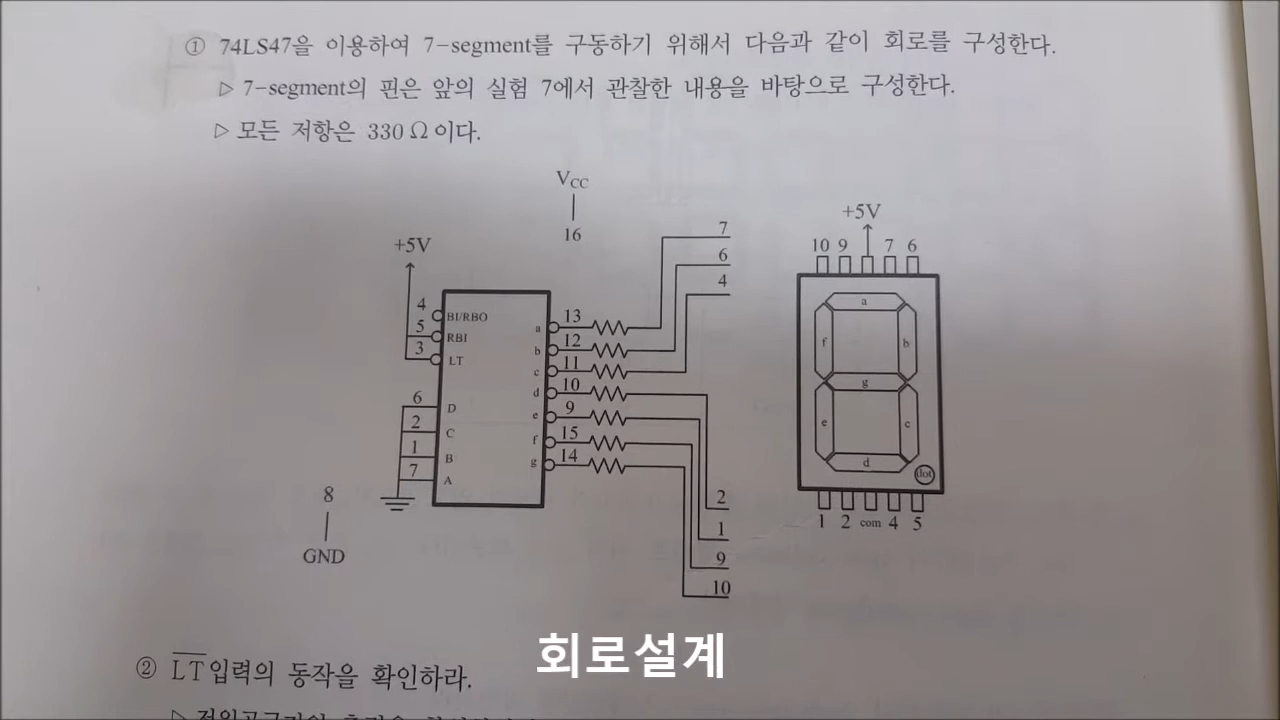 ① 74LS47을 이용하여 7-segment를 구동하기 위해서 다음과 같이 회로를 구성한다.
▷ 7-segment의 핀은 앞의 실험 7에서 관찰한 내용을 바탕으로 구성한다.
▷ 모든 저항은 330 Ω이다.
VCC
16
+5V
4 BI/RBO
5 RBI
3 LT
6 D
2 C
1 B
7 A
8
GND
a 13
b 12
c 11
d 10
e 9
f 15
g 14
7
6
4
2
1
9
10
+5V
10 9 7 6
a
f b
g
e c
d
dot
1 2 com 4 5
회로설계
② L̅T̅입력의 동작을 확인하라.